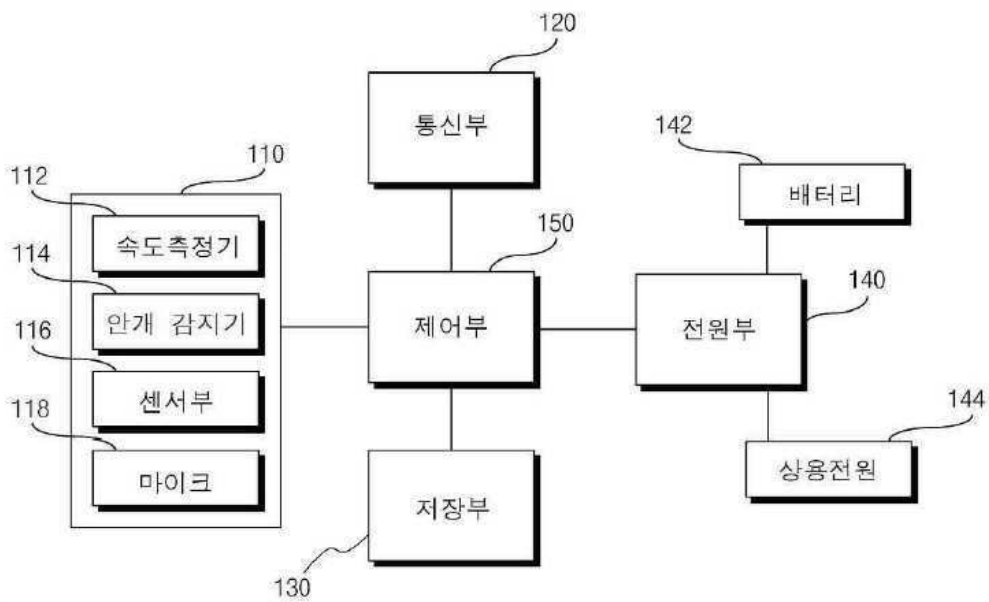 120
통신부
142
배터리
110
112
속도측정기
114
안개 감지기
116
센서부
118
마이크
150
제어부
140
전원부
144
상용전원
저장부
130